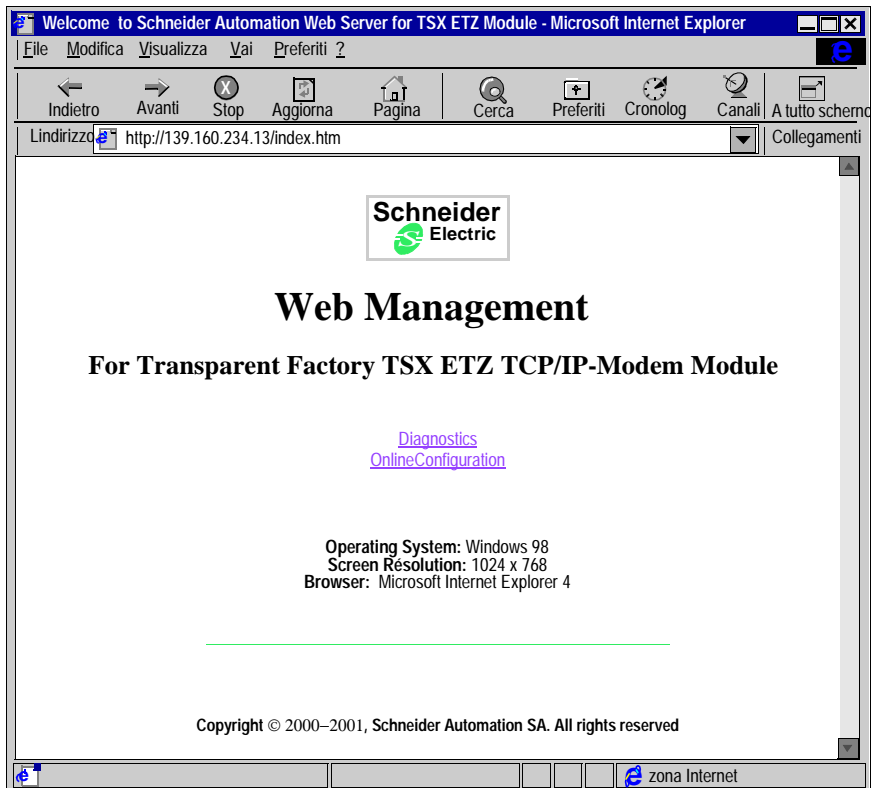 Welcome to Schneider Automation Web Server for TSX ETZ Module - Microsoft Internet Explorer
File Modifica Visualizza Vai Preferiti ?
Indietro Avanti Stop Aggiorna Pagina Cerca Preferiti Cronolog Canali A tutto scherno
Lindirizzo http://139.160.234.13/index.htm Collegamenti
Schneider
Electric
Web Management
For Transparent Factory TSX ETZ TCP/IP-Modem Module
Diagnostics
OnlineConfiguration
Operating System: Windows 98
Screen Résolution: 1024 x 768
Browser: Microsoft Internet Explorer 4
Copyright © 2000–2001, Schneider Automation SA. All rights reserved
zona Internet